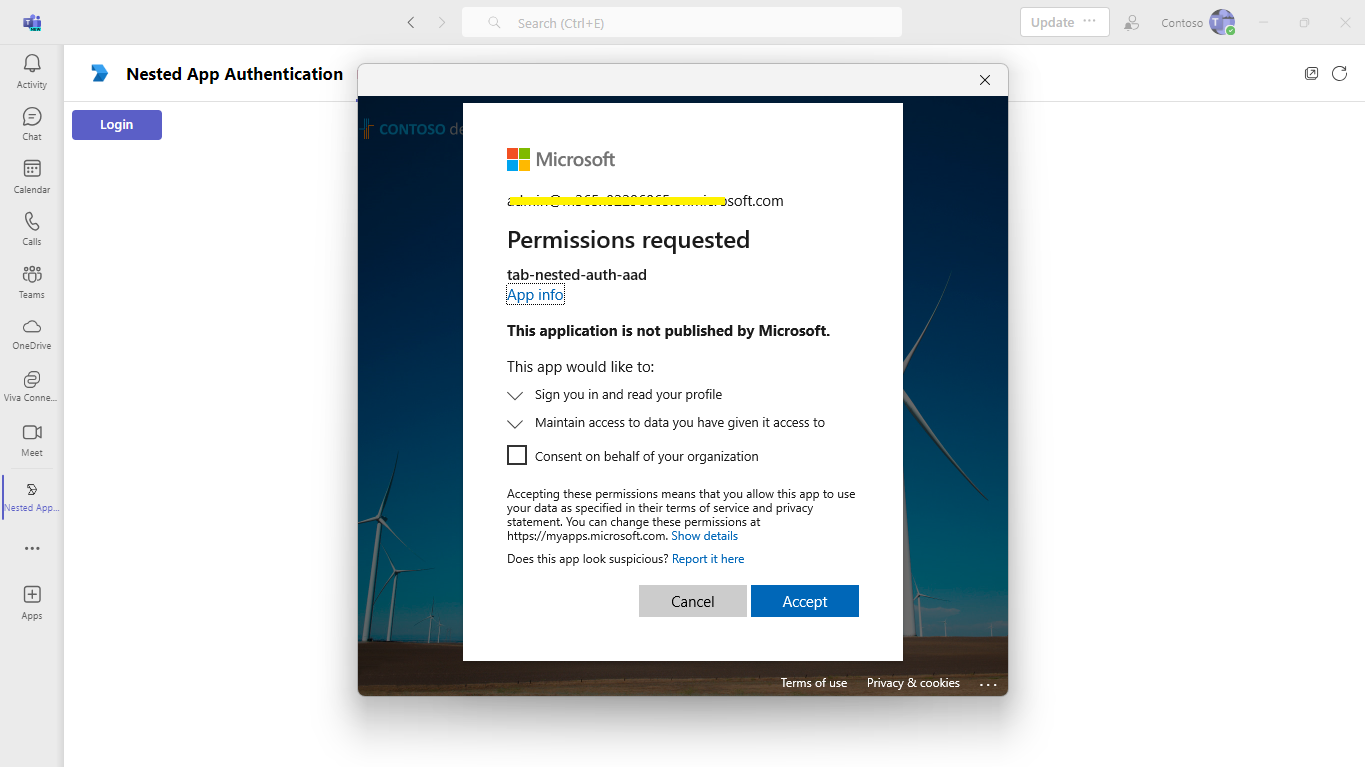 NEW
Search (Ctrl+E)
Update ...
Contoso
Activity
Chat
Calendar
Calls
Teams
OneDrive
Viva Conne...
Meet
Nested App...
Apps
Nested App Authentication
Login
CONTOSO de
Microsoft
soft.com
Permissions requested
tab-nested-auth-aad
App info
This application is not published by Microsoft.
This app would like to:
Sign you in and read your profile
Maintain access to data you have given it access to
Consent on behalf of your organization
Accepting these permissions means that you allow this app to use
your data as specified in their terms of service and privacy
statement. You can change these permissions at
https://myapps.microsoft.com. Show details
Does this app look suspicious? Report it here
Cancel
Accept
Terms of use
Privacy & cookies
...